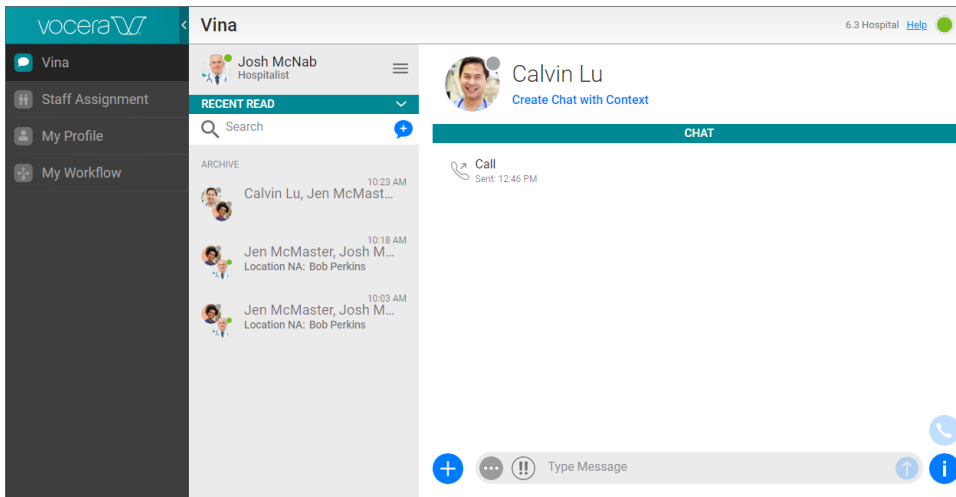 vocera
Vina
6.3 Hospital Help
Vina
Staff Assignment
My Profile
My Workflow
Josh McNab
Hospitalist
RECENT READ
Search
ARCHIVE
10:23 AM
Calvin Lu, Jen McMast...
10:18 AM
Jen McMaster, Josh M...
Location NA: Bob Perkins
10:03 AM
Jen McMaster, Josh M...
Location NA: Bob Perkins
Calvin Lu
Create Chat with Context
CHAT
Call
Sent: 12:46 PM
Type Message